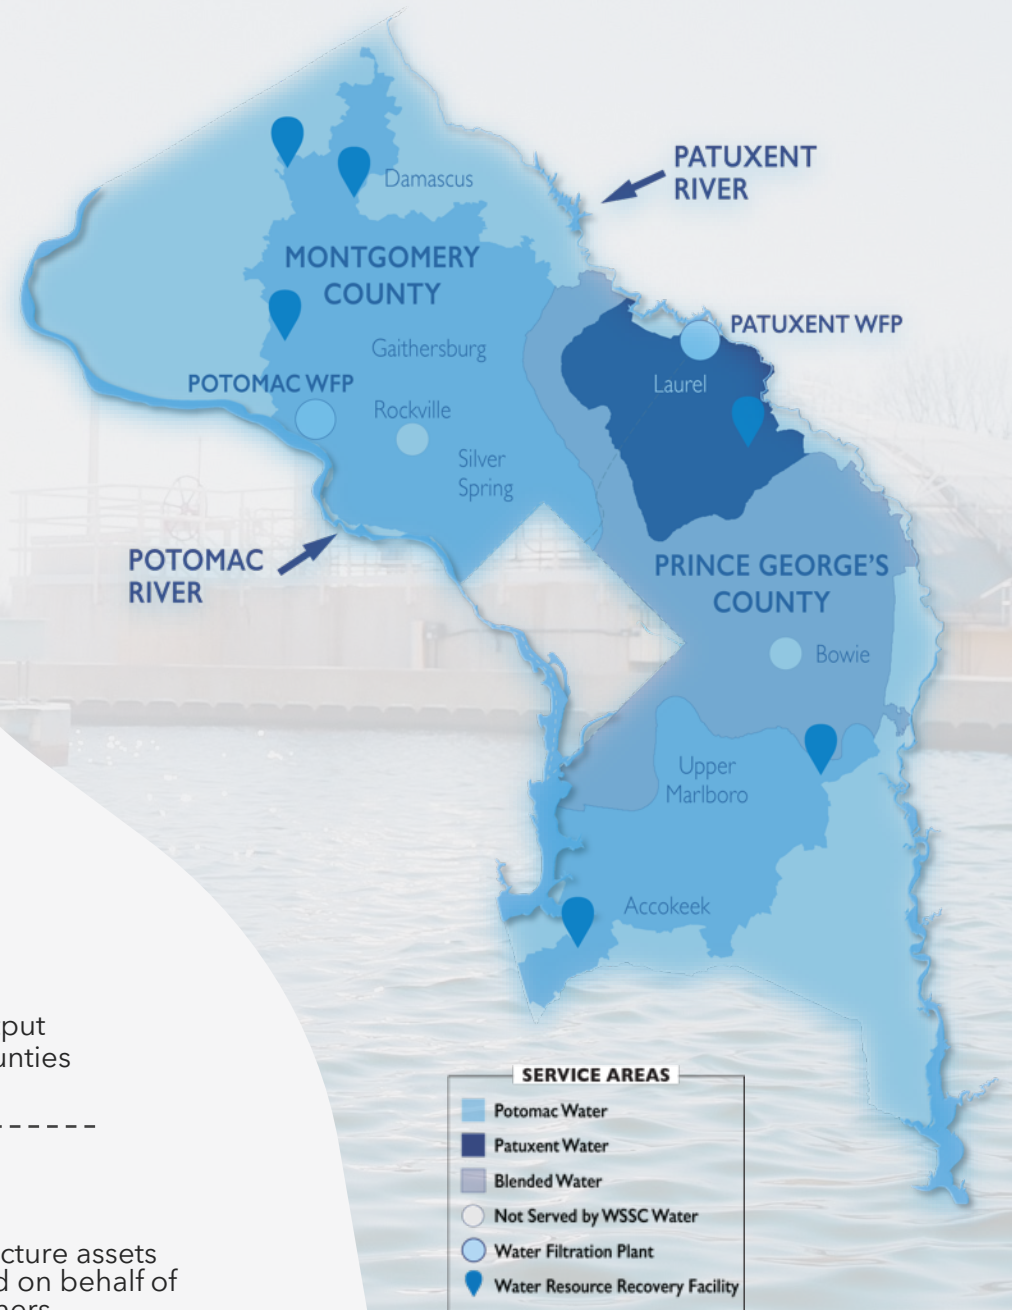 PATUXENT
RIVER
Damascus
MONTGOMERY
COUNTY
PATUXENT WFP
Gaithersburg
POTOMAC WFP
Laurel
Rockville
Silver
Spring
POTOMAC
RIVER
PRINCE GEORGE'S
COUNTY
Bowie
Upper
Marlboro
Accokeek
put
unties
cture assets
d on behalf of
SERVICE AREAS
Potomac Water
Patuxent Water
Blended Water
Not Served by WSSC Water
Water Filtration Plant
Water Resource Recovery Facility